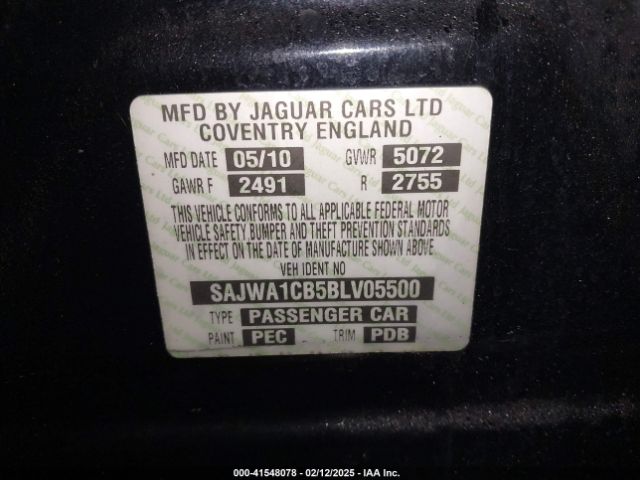 MFD BY JAGUAR CARS LTD
COVENTRY ENGLAND
MFD DATE 05/10 GVWR 5072
GAWR F 2491 R 2755
THIS VEHICLE CONFORMS TO ALL APPLICABLE FEDERAL MOTOR
VEHICLE SAFETY BUMPER AND THEFT PREVENTION STANDARDS
IN EFFECT ON THE DATE OF MANUFACTURE SHOWN ABOVE
VEH IDENT NO
SAJWA1CB5BLV05500
TYPE PASSENGER CAR
PAINT PEC TRIM PDB
000-41548078 - 02/12/2025 - IAA Inc.